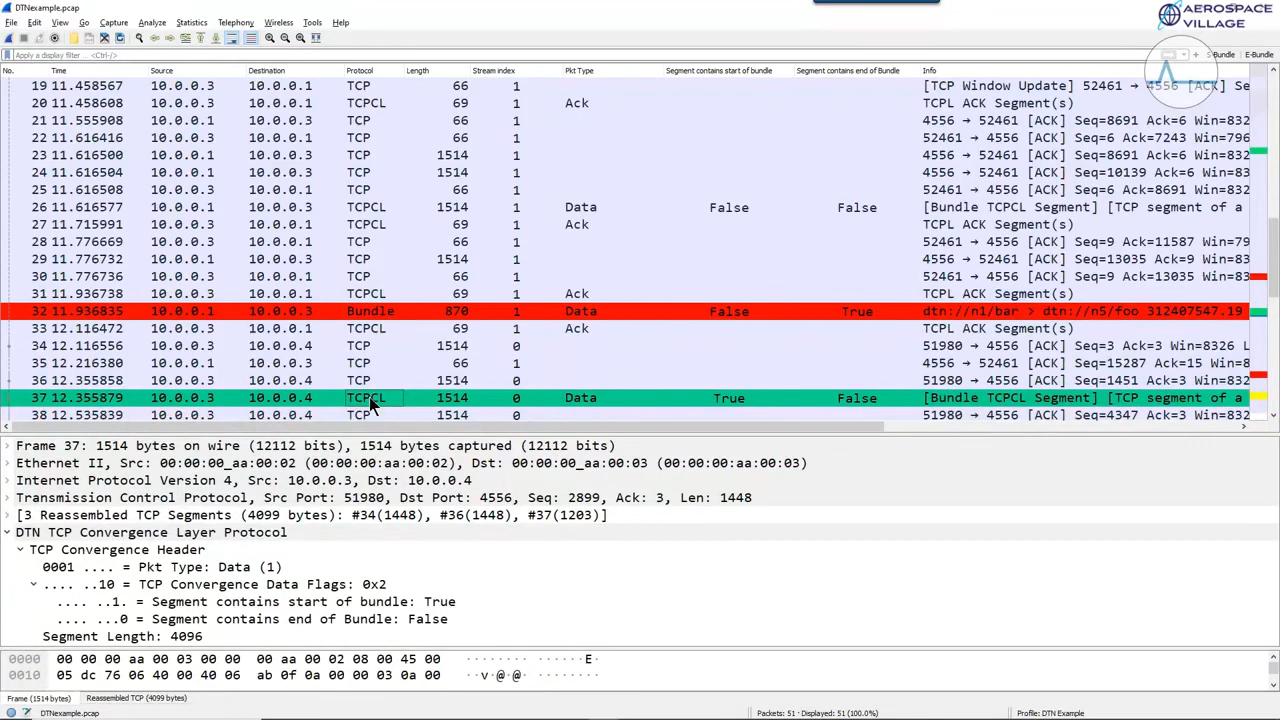 DTNexample.pcap
File Edit View Go Capture Analyze Statistics Telephony Wireless Tools Help
AEROSPACE
VILLAGE
Apply a display filter ... <Ctrl-/>
+ S-Bundle E-Bundle
No. Time Source Destination Protocol Length Stream index Pkt Type Segment contains start of bundle Segment contains end of Bundle Info
19 11.458567 10.0.0.3 10.0.0.1 TCP 66 1 [TCP Window Update] 52461 → 4556 [ACK] Se
20 11.458608 10.0.0.3 10.0.0.1 TCPCL 69 1 Ack TCPL ACK Segment(s)
21 11.555908 10.0.0.1 10.0.0.3 TCP 66 1 4556 → 52461 [ACK] Seq=8691 Ack=6 Win=832
22 11.616416 10.0.0.3 10.0.0.1 TCP 66 1 52461 → 4556 [ACK] Seq=6 Ack=7243 Win=796
23 11.616500 10.0.0.1 10.0.0.3 TCP 1514 1 4556 → 52461 [ACK] Seq=8691 Ack=6 Win=832
24 11.616504 10.0.0.1 10.0.0.3 TCP 1514 1 4556 → 52461 [ACK] Seq=10139 Ack=6 Win=83
25 11.616508 10.0.0.3 10.0.0.1 TCP 66 1 52461 → 4556 [ACK] Seq=6 Ack=8691 Win=832
26 11.616577 10.0.0.1 10.0.0.3 TCPCL 1514 1 Data False False [Bundle TCPCL Segment] [TCP segment of a
27 11.715991 10.0.0.3 10.0.0.1 TCPCL 69 1 Ack TCPL ACK Segment(s)
28 11.776669 10.0.0.3 10.0.0.1 TCP 66 1 52461 → 4556 [ACK] Seq=9 Ack=11587 Win=79
29 11.776732 10.0.0.1 10.0.0.3 TCP 1514 1 4556 → 52461 [ACK] Seq=13035 Ack=9 Win=83
30 11.776736 10.0.0.3 10.0.0.1 TCP 66 1 52461 → 4556 [ACK] Seq=9 Ack=13035 Win=83
31 11.936738 10.0.0.3 10.0.0.1 TCPCL 69 1 Ack TCPL ACK Segment(s)
32 11.936835 10.0.0.1 10.0.0.3 Bundle 870 1 Data False True dtn://n1/bar > dtn://n5/foo 312407547.19
33 12.116472 10.0.0.3 10.0.0.1 TCPCL 69 1 Ack TCPL ACK Segment(s)
34 12.116556 10.0.0.3 10.0.0.4 TCP 1514 0 51980 → 4556 [ACK] Seq=3 Ack=3 Win=8326 L
35 12.216380 10.0.0.1 10.0.0.3 TCP 66 1 4556 → 52461 [ACK] Seq=15287 Ack=15 Win=8
36 12.355858 10.0.0.3 10.0.0.4 TCP 1514 0 51980 → 4556 [ACK] Seq=1451 Ack=3 Win=832
37 12.355879 10.0.0.3 10.0.0.4 TCPCL 1514 0 Data True False [Bundle TCPCL Segment] [TCP segment of a
38 12.535839 10.0.0.3 10.0.0.4 TCP 1514 0 51980 → 4556 [ACK] Seq=4347 Ack=3 Win=832
Frame 37: 1514 bytes on wire (12112 bits), 1514 bytes captured (12112 bits)
Ethernet II, Src: 00:00:00_aa:00:02 (00:00:00:aa:00:02), Dst: 00:00:00_aa:00:03 (00:00:00:aa:00:03)
Internet Protocol Version 4, Src: 10.0.0.3, Dst: 10.0.0.4
Transmission Control Protocol, Src Port: 51980, Dst Port: 4556, Seq: 2899, Ack: 3, Len: 1448
[3 Reassembled TCP Segments (4099 bytes): #34(1448), #36(1448), #37(1203)]
DTN TCP Convergence Layer Protocol
TCP Convergence Header
0001 .... = Pkt Type: Data (1)
.... ..10 = TCP Convergence Data Flags: 0x2
.... ..1. = Segment contains start of bundle: True
.... ...0 = Segment contains end of Bundle: False
Segment Length: 4096
0000 00 00 00 aa 00 03 00 00 00 aa 00 02 08 00 45 00 ········ ······E·
0010 05 dc 76 06 40 00 40 06 ab 0f 0a 00 00 03 0a 00 ··v·@·@· ········
Frame (1514 bytes) Reassembled TCP (4099 bytes)
DTNexample.pcap Packets: 51 · Displayed: 51 (100.0%) Profile: DTN Example